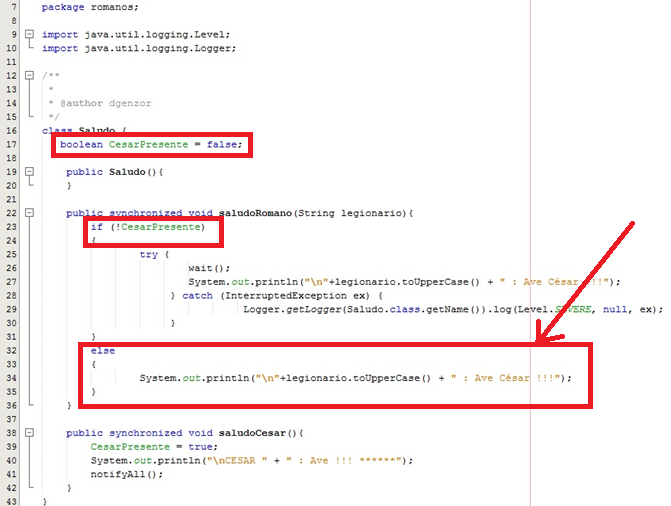 7 package romanos;
8
9 import java.util.logging.Level;
10 import java.util.logging.Logger;
11
12 /**
13 *
14 * @author dgenzor
15 */
16 class Saludo {
17 boolean CesarPresente = false;
18
19 public Saludo(){
20 }
21
22 public synchronized void saludoRomano(String legionario){
23 if (!CesarPresente)
24 {
25 try {
26 wait();
27 System.out.println("\n"+legionario.toUpperCase() + " : Ave César !!!");
28 } catch (InterruptedException ex) {
29 Logger.getLogger(Saludo.class.getName()).log(Level.SEVERE, null, ex);
30 }
31 }
32 else
33 {
34 System.out.println("\n"+legionario.toUpperCase() + " : Ave César !!!");
35 }
36 }
37
38 public synchronized void saludoCesar(){
39 CesarPresente = true;
40 System.out.println("\nCESAR " + " : Ave !!! ******");
41 notifyAll();
42 }
43 }